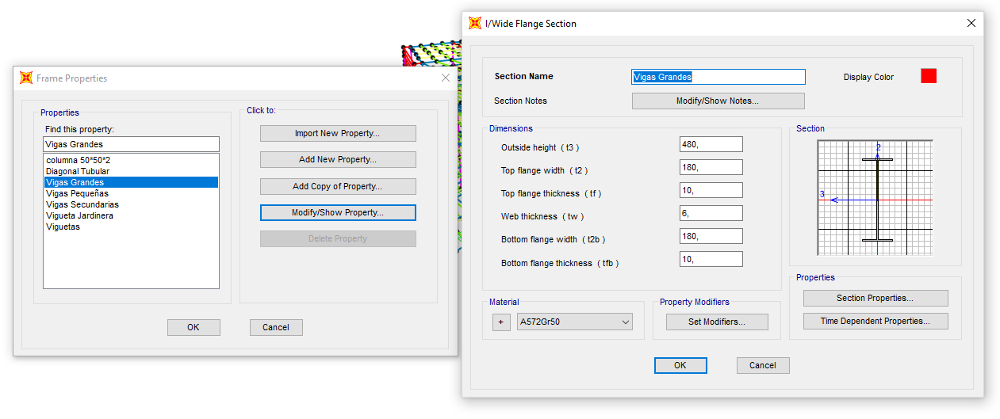 Frame Properties
Properties
Find this property:
Vigas Grandes
columna 50*50*2
Diagonal Tubular
Vigas Grandes
Vigas Pequeñas
Vigas Secundarias
Vigueta Jardinera
Viguetas
Click to:
Import New Property...
Add New Property...
Add Copy of Property...
Modify/Show Property...
Delete Property
OK
Cancel
I/Wide Flange Section
Section Name
Vigas Grandes
Display Color
Section Notes
Modify/Show Notes...
Dimensions
Outside height ( t3 )
480,
Top flange width ( t2 )
180,
Top flange thickness ( tf )
10,
Web thickness ( tw )
6,
Bottom flange width ( t2b )
180,
Bottom flange thickness ( tfb )
10,
Section
2
3
Properties
Section Properties...
Time Dependent Properties...
Material
+
A572Gr50
Property Modifiers
Set Modifiers...
OK
Cancel